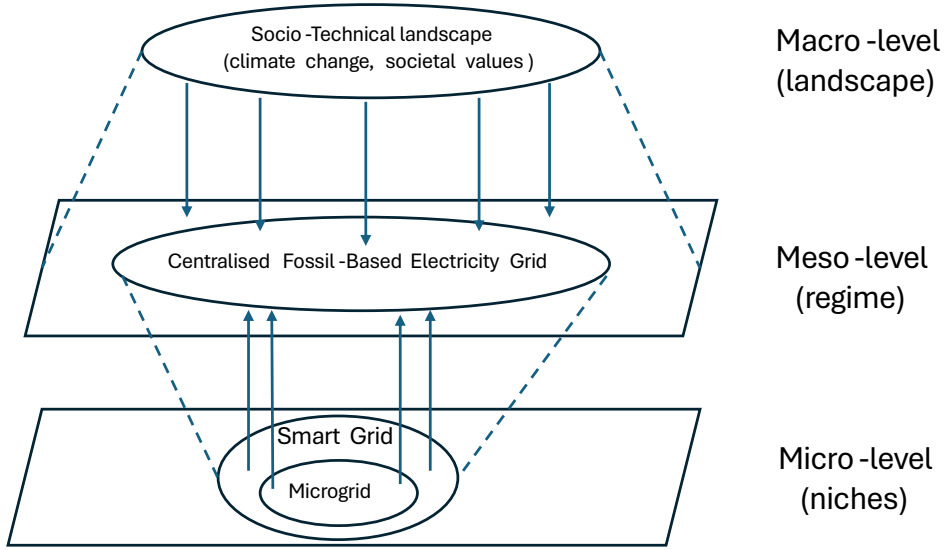 Socio-Technical landscape
(climate change, societal values)
Macro-level
(landscape)
Centralised Fossil-Based Electricity Grid
Meso-level
(regime)
Smart Grid
Microgrid
Micro-level
(niches)